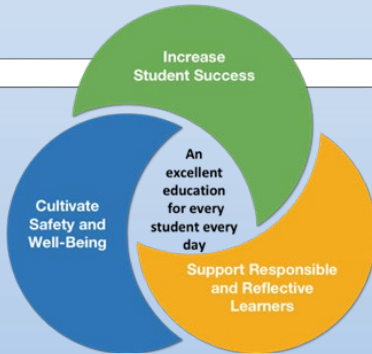 Increase
Student Success
An
excellent
education
for every
student every
day
Cultivate
Safety and
Well-Being
Support Responsible
and Reflective
Learners